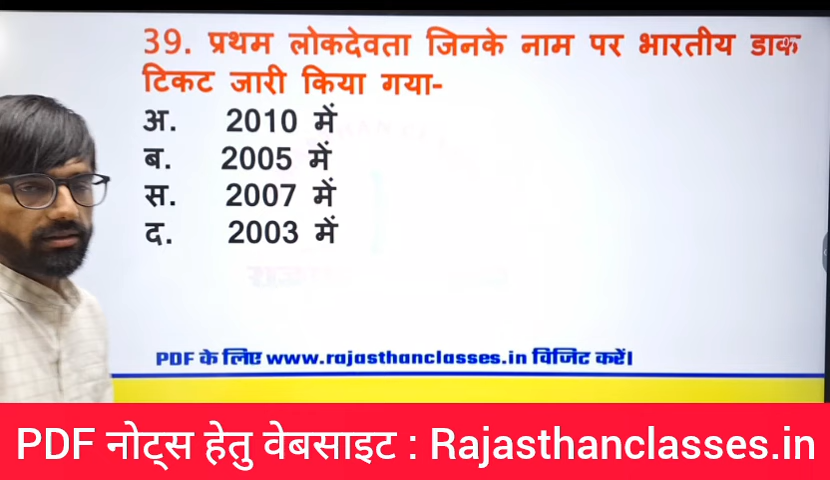 39. प्रथम लोकदेवता जिनके नाम पर भारतीय डाक
टिकट जारी किया गया-
अ. 2010 में
ब. 2005 में
स. 2007 में
द. 2003 में
PDF के लिए www.rajasthanclasses.in विजिट करें।
PDF नोट्स हेतु वेबसाइट : Rajasthanclasses.in